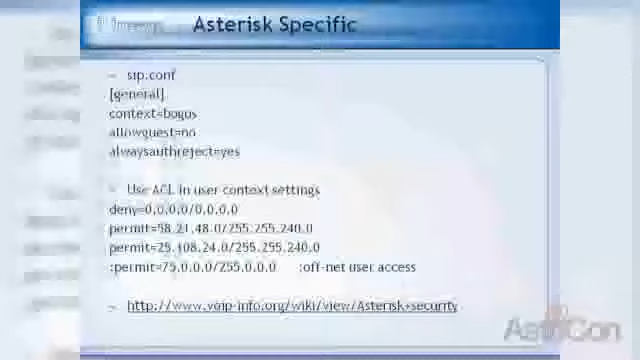 Asterisk Specific
– sip.conf
[general]
context=bogus
allowguest=no
alwaysauthreject=yes
– Use ACL in user context settings
deny=0.0.0.0/0.0.0.0
permit=58.21.48.0/255.255.240.0
permit=25.108.24.0/255.255.240.0
;permit=75.0.0.0/255.0.0.0 ;off-net user access
– http://www.voip-info.org/wiki/view/Asterisk+security
AstriCon